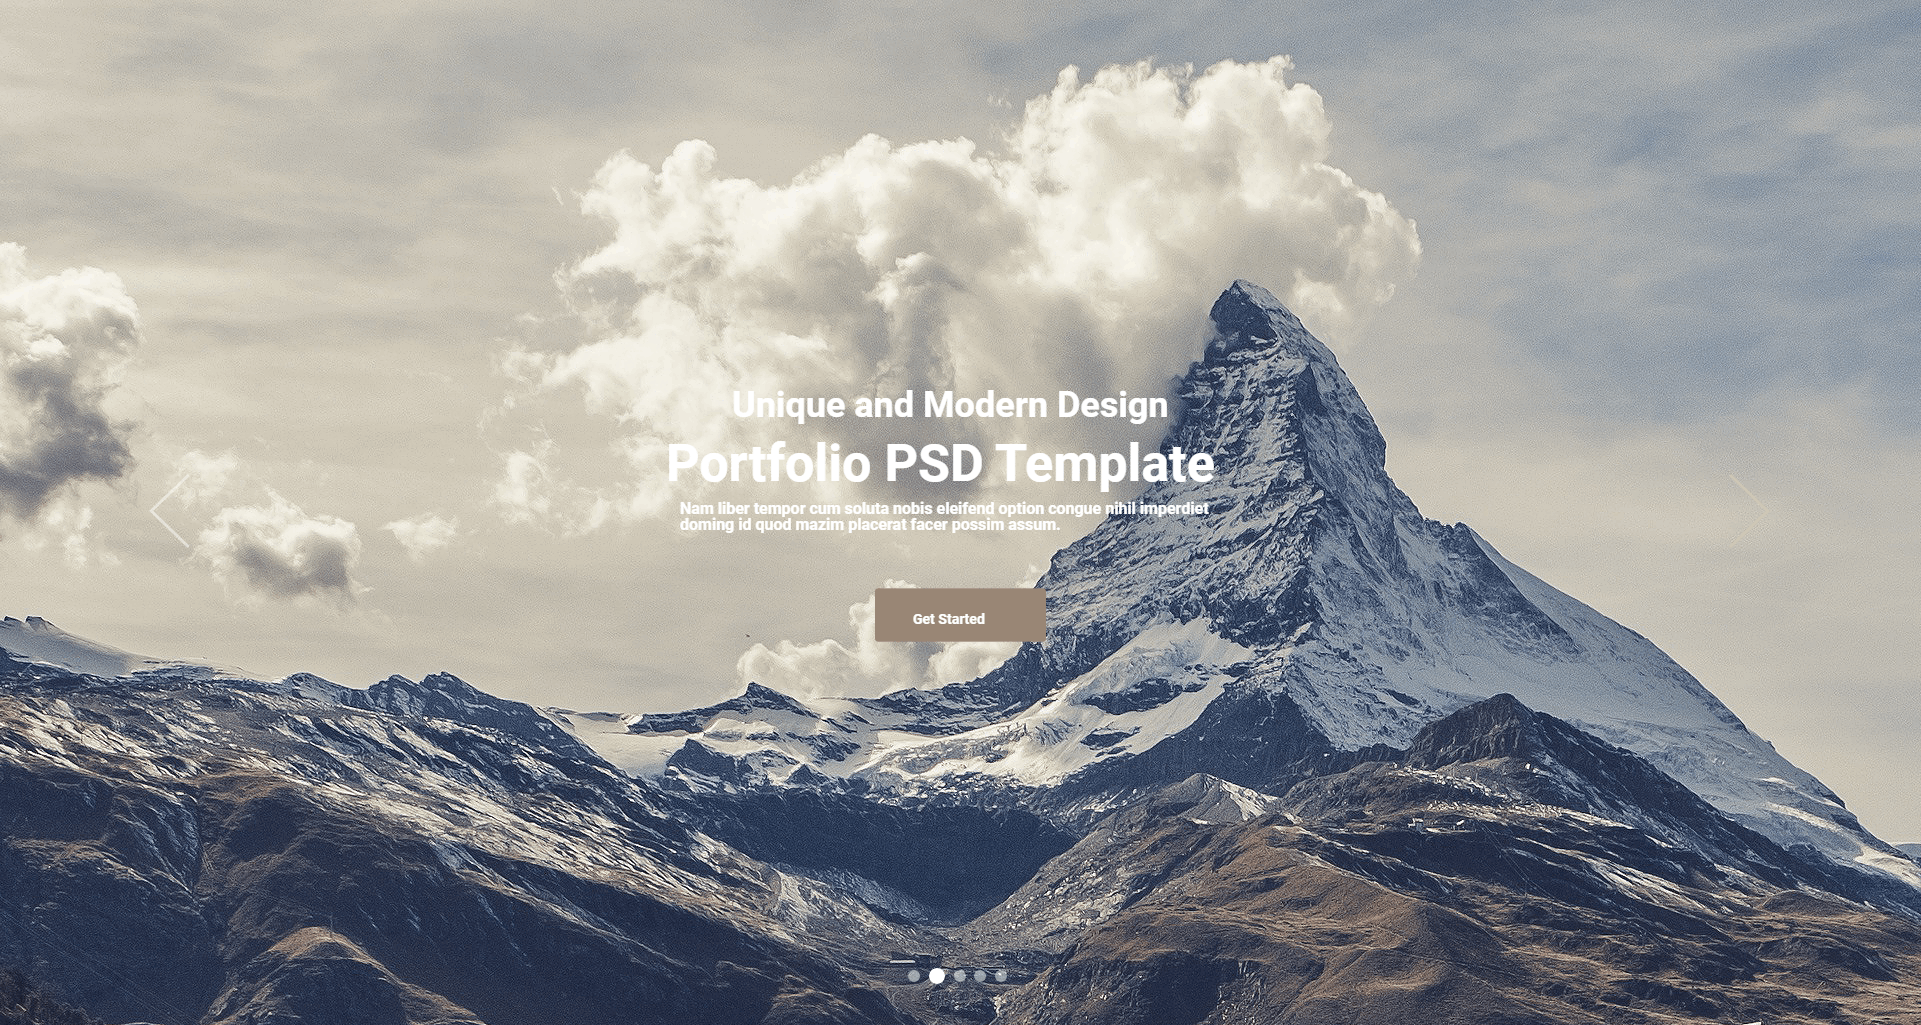 Unique and Modern Design
Portfolio PSD Template
Nam liber tempor cum soluta nobis eleifend option congue nihil imperdiet
doming id quod mazim placerat facer possim assum.
Get Started